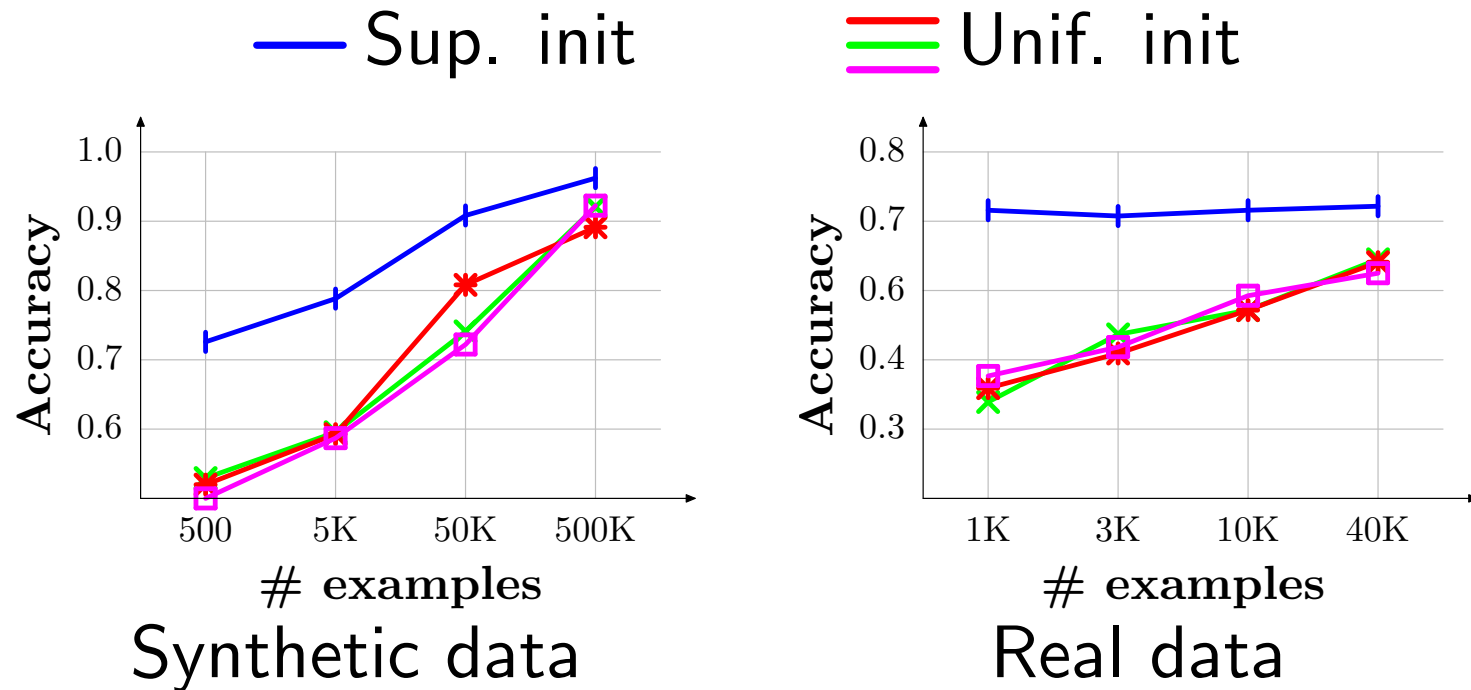 Sup. init
Unif. init
1.0
0.9
0.8
0.7
0.6
Accuracy
500 5K 50K 500K
# examples
Synthetic data
0.8
0.7
0.6
0.4
0.3
Accuracy
1K 3K 10K 40K
# examples
Real data